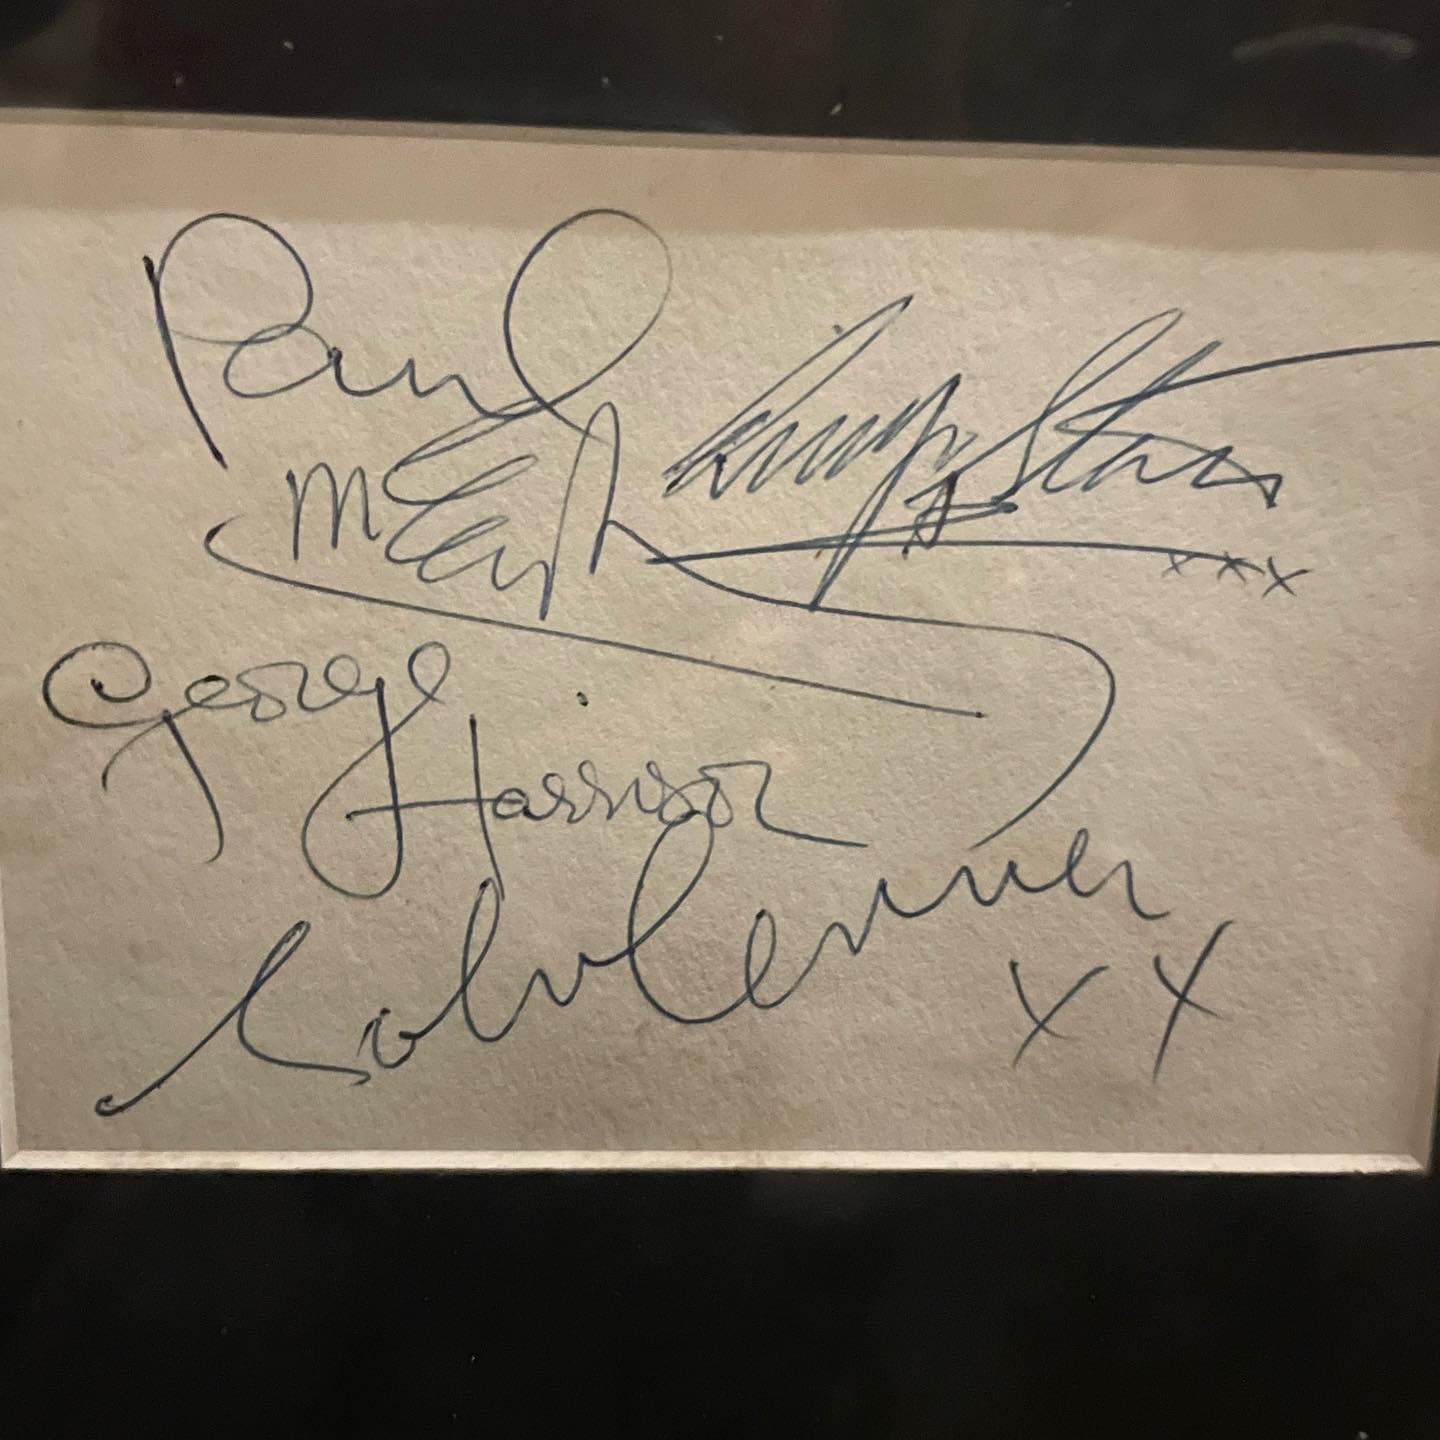 Paul
McCartney
Ringo Starr
xxx
George
Harrison
John Lennon
xx